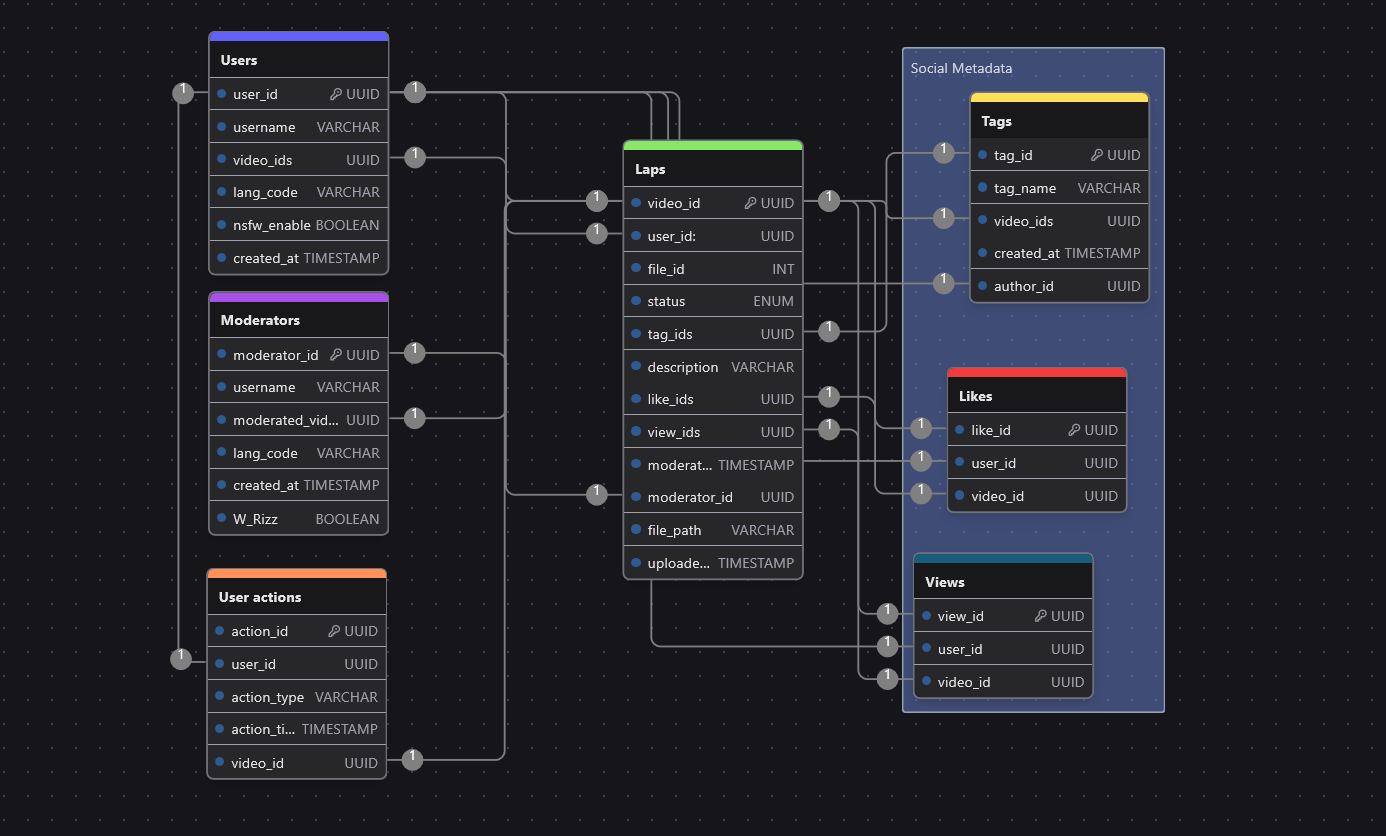 Users
user_id UUID
username VARCHAR
video_ids UUID
lang_code VARCHAR
nsfw_enable BOOLEAN
created_at TIMESTAMP
Moderators
moderator_id UUID
username VARCHAR
moderated_vid... UUID
lang_code VARCHAR
created_at TIMESTAMP
W_Rizz BOOLEAN
User actions
action_id UUID
user_id UUID
action_type VARCHAR
action_ti... TIMESTAMP
video_id UUID
1
1
1
1
1
1
1
Laps
video_id UUID
user_id: UUID
file_id INT
status ENUM
tag_ids UUID
description VARCHAR
like_ids UUID
view_ids UUID
moderat... TIMESTAMP
moderator_id UUID
file_path VARCHAR
uploade... TIMESTAMP
1
1
1
1
1
1
1
Social Metadata
Tags
tag_id UUID
tag_name VARCHAR
video_ids UUID
created_at TIMESTAMP
author_id UUID
1
1
1
Likes
like_id UUID
user_id UUID
video_id UUID
1
1
1
Views
view_id UUID
user_id UUID
video_id UUID
1
1
1